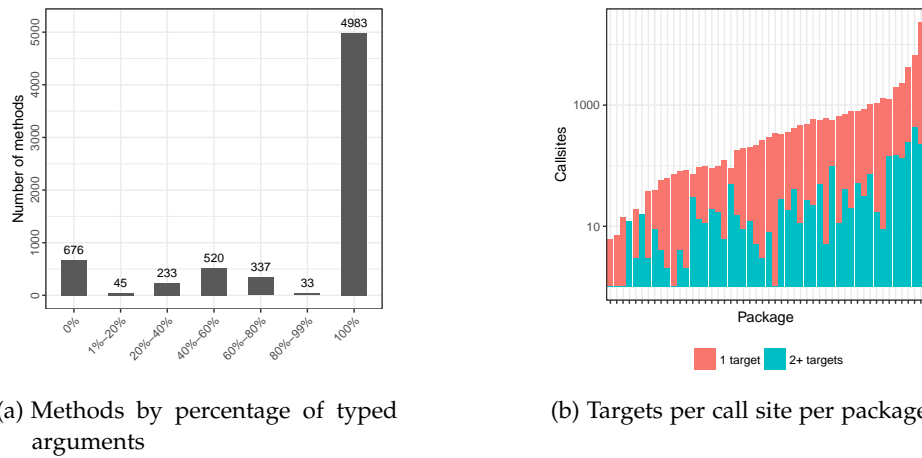 5000
4000
3000
2000
1000
0
Number of methods
676
45
233
520
337
33
4983
0%
1%−20%
20%−40%
40%−60%
60%−80%
80%−99%
100%
(a) Methods by percentage of typed
arguments
1000
10
Callsites
Package
1 target
2+ targets
(b) Targets per call site per package